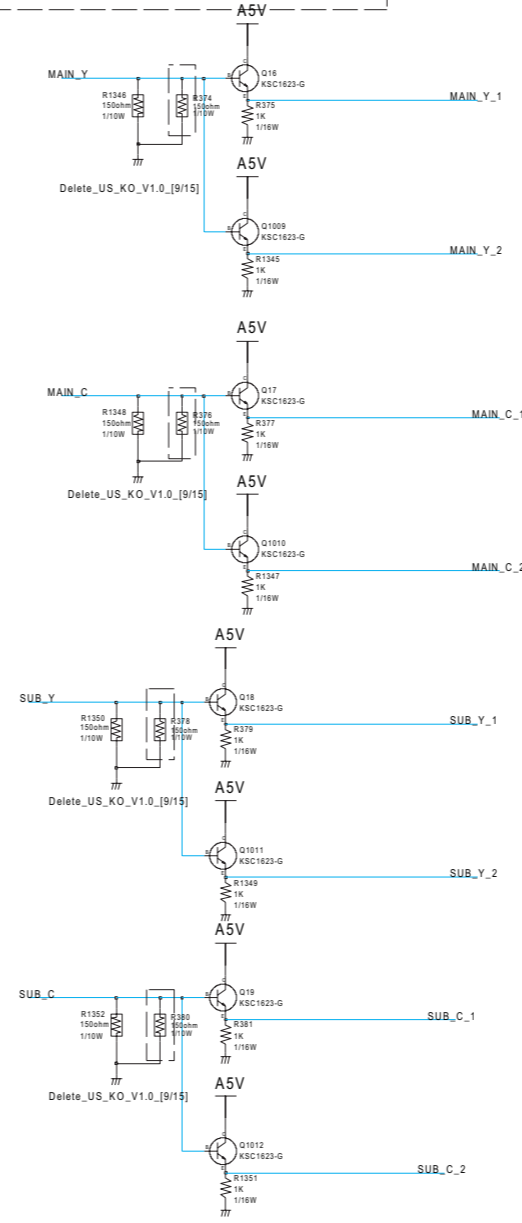 A5V
C
MAIN_Y
B
Q16
KSC1623-G
E
MAIN_Y_1
R1346
150ohm
1/10W
R374
150ohm
1/10W
R375
1K
1/16W
A5V
Delete_US_KO_V1.0_[9/15]
C
B
Q1009
KSC1623-G
E
MAIN_Y_2
R1345
1K
1/16W
A5V
C
MAIN_C
B
Q17
KSC1623-G
E
MAIN_C_1
R1348
150ohm
1/10W
R376
150ohm
1/10W
R377
1K
1/16W
A5V
Delete_US_KO_V1.0_[9/15]
C
B
Q1010
KSC1623-G
E
MAIN_C_2
R1347
1K
1/16W
A5V
C
SUB_Y
B
Q18
KSC1623-G
E
SUB_Y_1
R1350
150ohm
1/10W
R378
150ohm
1/10W
R379
1K
1/16W
A5V
Delete_US_KO_V1.0_[9/15]
C
B
Q1011
KSC1623-G
E
SUB_Y_2
R1349
1K
1/16W
A5V
C
SUB_C
B
Q19
KSC1623-G
E
SUB_C_1
R1352
150ohm
1/10W
R380
150ohm
1/10W
R381
1K
1/16W
A5V
Delete_US_KO_V1.0_[9/15]
C
B
Q1012
KSC1623-G
E
SUB_C_2
R1351
1K
1/16W